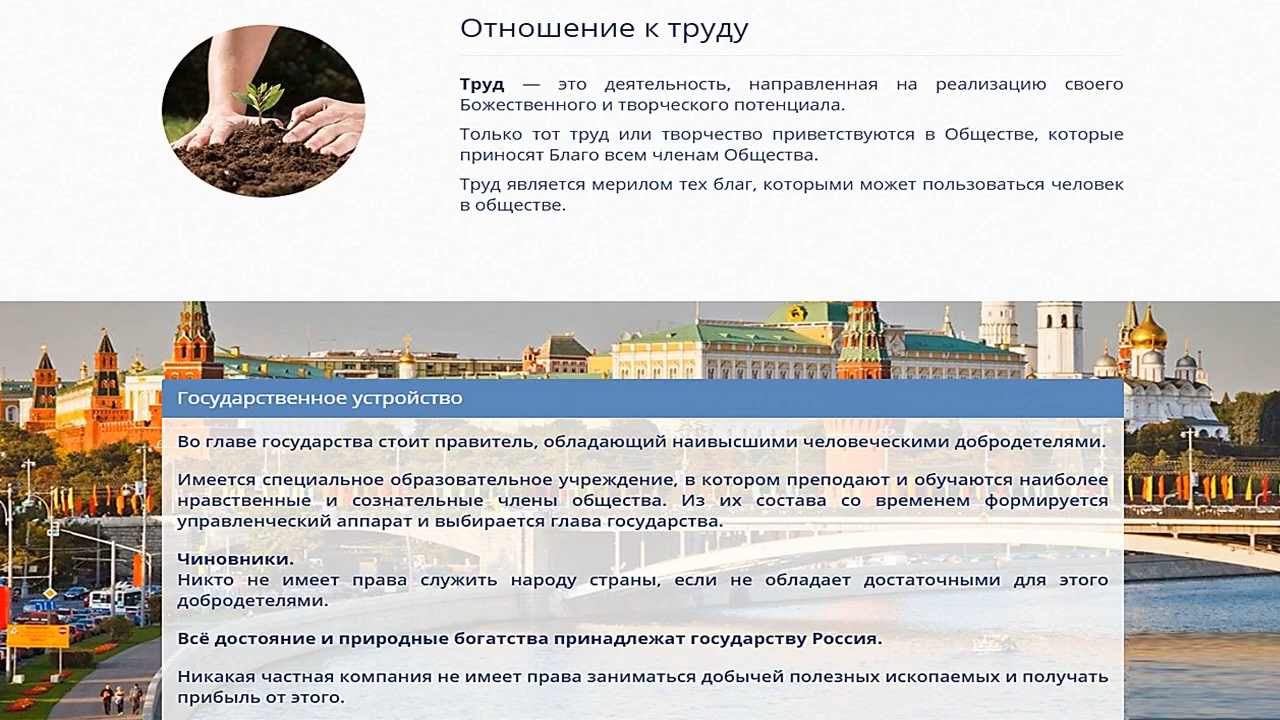 Отношение к труду
Труд — это деятельность, направленная на реализацию своего
Божественного и творческого потенциала.
Только тот труд или творчество приветствуются в Обществе, которые
приносят Благо всем членам Общества.
Труд является мерилом тех благ, которыми может пользоваться человек
в обществе.
Государственное устройство
Во главе государства стоит правитель, обладающий наивысшими человеческими добродетелями.
Имеется специальное образовательное учреждение, в котором преподают и обучаются наиболее
нравственные и сознательные члены общества. Из их состава со временем формируется
управленческий аппарат и выбирается глава государства.
Чиновники.
Никто не имеет права служить народу страны, если не обладает достаточными для этого
добродетелями.
Всё достояние и природные богатства принадлежат государству Россия.
Никакая частная компания не имеет права заниматься добычей полезных ископаемых и получать
прибыль от этого.